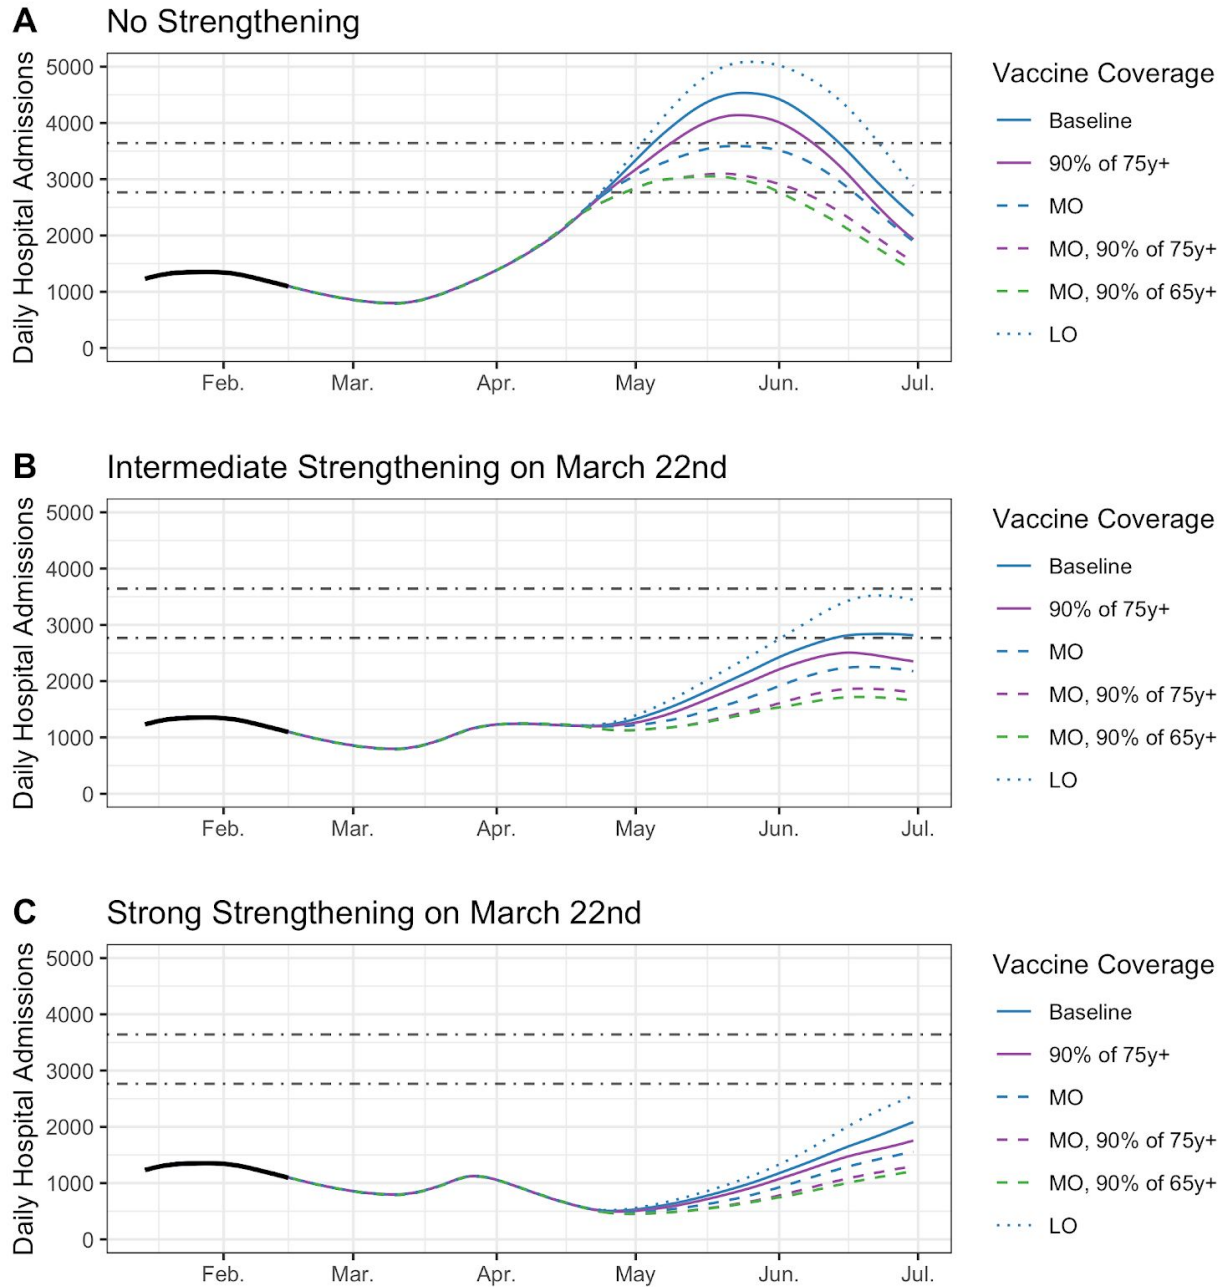 A No Strengthening
Daily Hospital Admissions
5000
4000
3000
2000
1000
0
Feb. Mar. Apr. May Jun. Jul.
Vaccine Coverage
Baseline
90% of 75y+
MO
MO, 90% of 75y+
MO, 90% of 65y+
LO
B Intermediate Strengthening on March 22nd
Daily Hospital Admissions
5000
4000
3000
2000
1000
0
Feb. Mar. Apr. May Jun. Jul.
Vaccine Coverage
Baseline
90% of 75y+
MO
MO, 90% of 75y+
MO, 90% of 65y+
LO
C Strong Strengthening on March 22nd
Daily Hospital Admissions
5000
4000
3000
2000
1000
0
Feb. Mar. Apr. May Jun. Jul.
Vaccine Coverage
Baseline
90% of 75y+
MO
MO, 90% of 75y+
MO, 90% of 65y+
LO